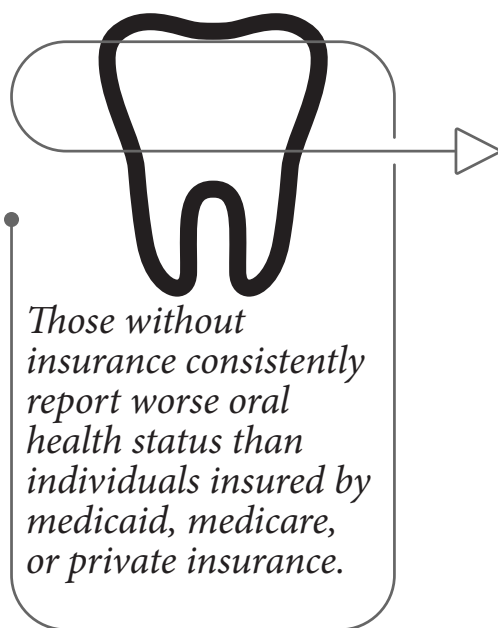 Those without
insurance consistently
report worse oral
health status than
individuals insured by
medicaid, medicare,
or private insurance.